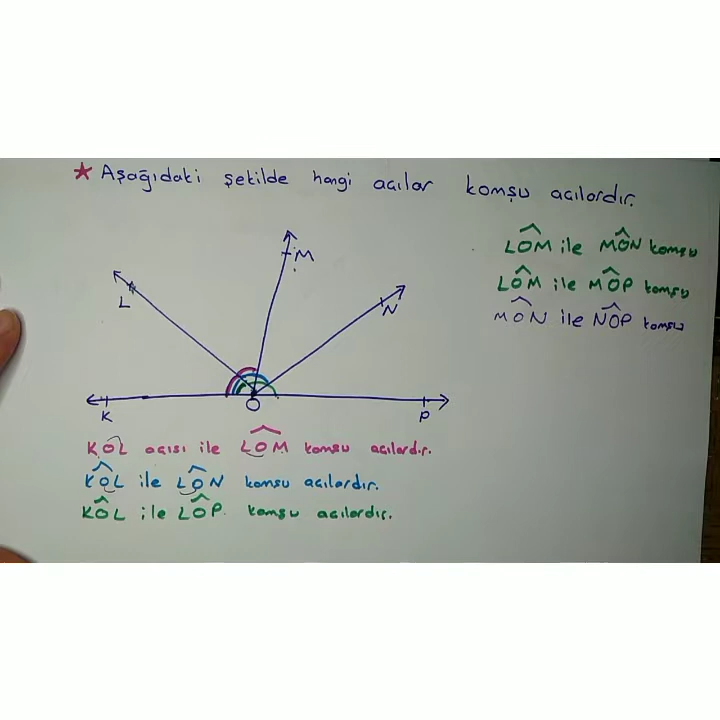 ★ Aşağıdaki şekilde hangi açılar komşu açılardır.
LÔM ile MÔN komşu
LÔM ile MÔP komşu
MÔN ile NÔP komşu
M
L
N
K
O
P
KÔL açısı ile LÔM komşu açılardır.
KÔL ile LÔN komşu açılardır.
KÔL ile LÔP komşu açılardır.